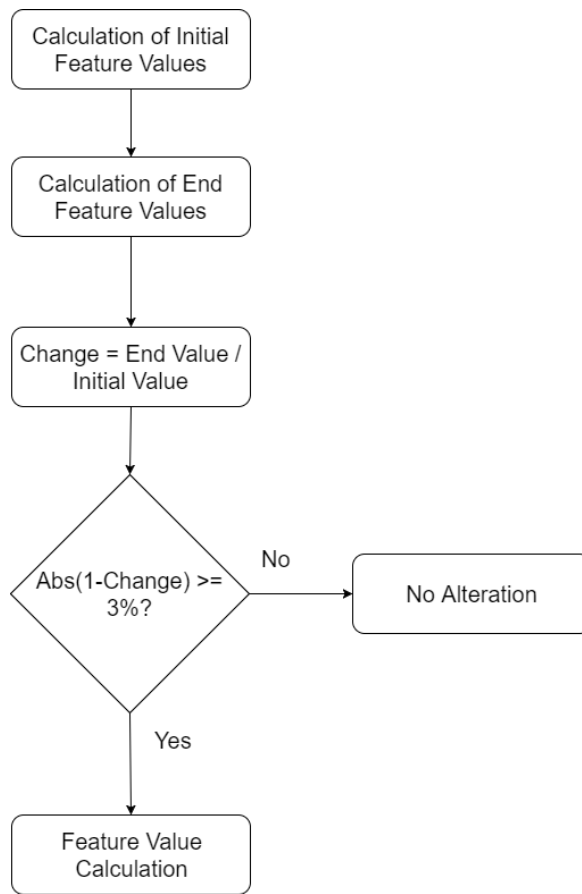 Calculation of Initial
Feature Values
Calculation of End
Feature Values
Change = End Value /
Initial Value
Abs(1-Change) >=
3%?
No
No Alteration
Yes
Feature Value
Calculation